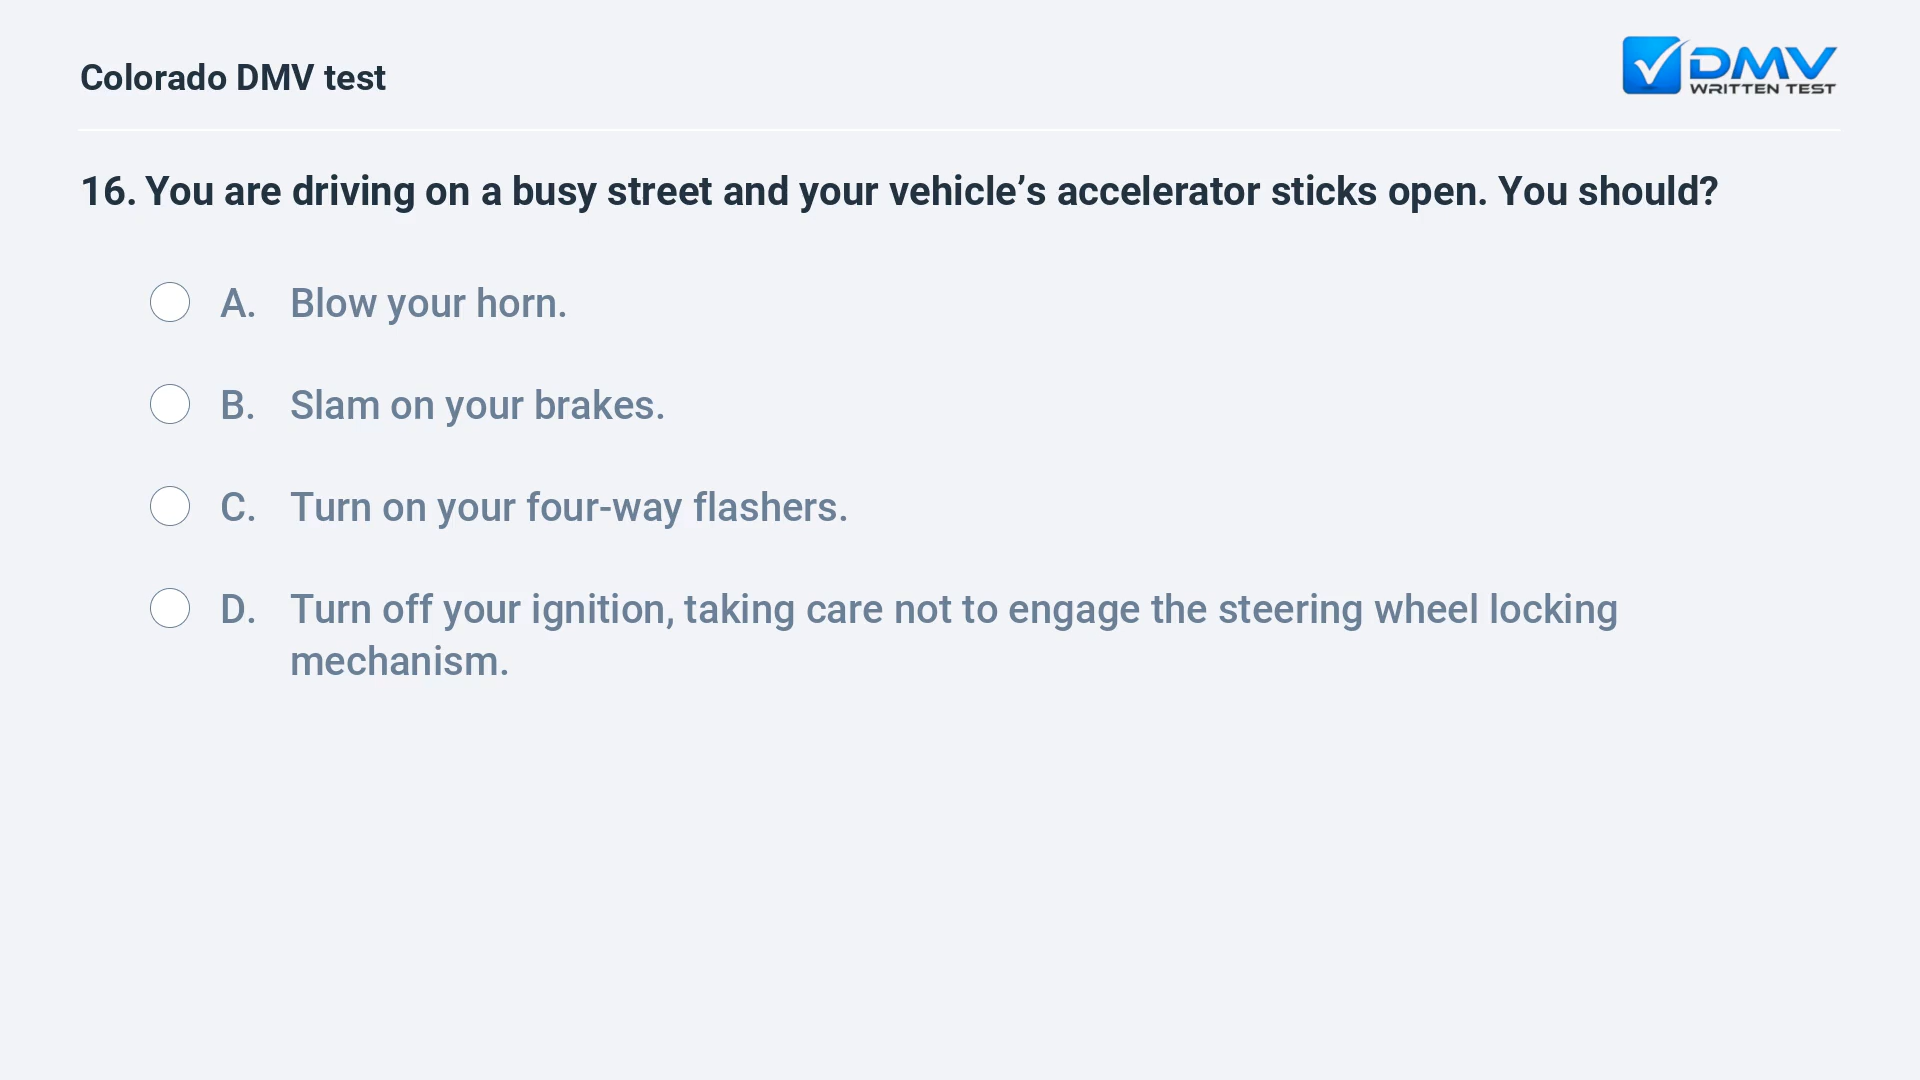 Colorado DMV test
DMV
WRITTEN TEST
16. You are driving on a busy street and your vehicle’s accelerator sticks open. You should?
A. Blow your horn.
B. Slam on your brakes.
C. Turn on your four-way flashers.
D. Turn off your ignition, taking care not to engage the steering wheel locking
mechanism.